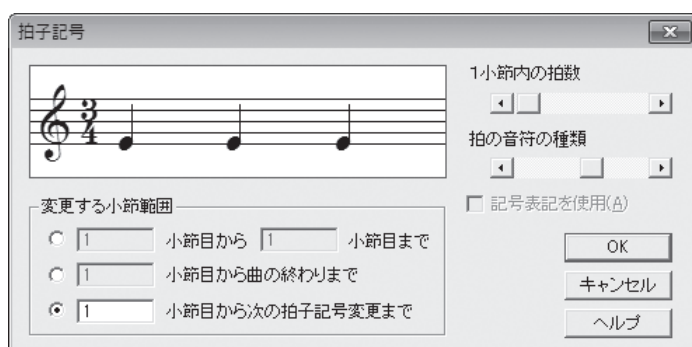 拍子記号
3
4
1小節内の拍数
拍の音符の種類
記号表記を使用(A)
変更する小節範囲
1 小節目から 1 小節目まで
1 小節目から曲の終わりまで
1 小節目から次の拍子記号変更まで
OK
キャンセル
ヘルプ